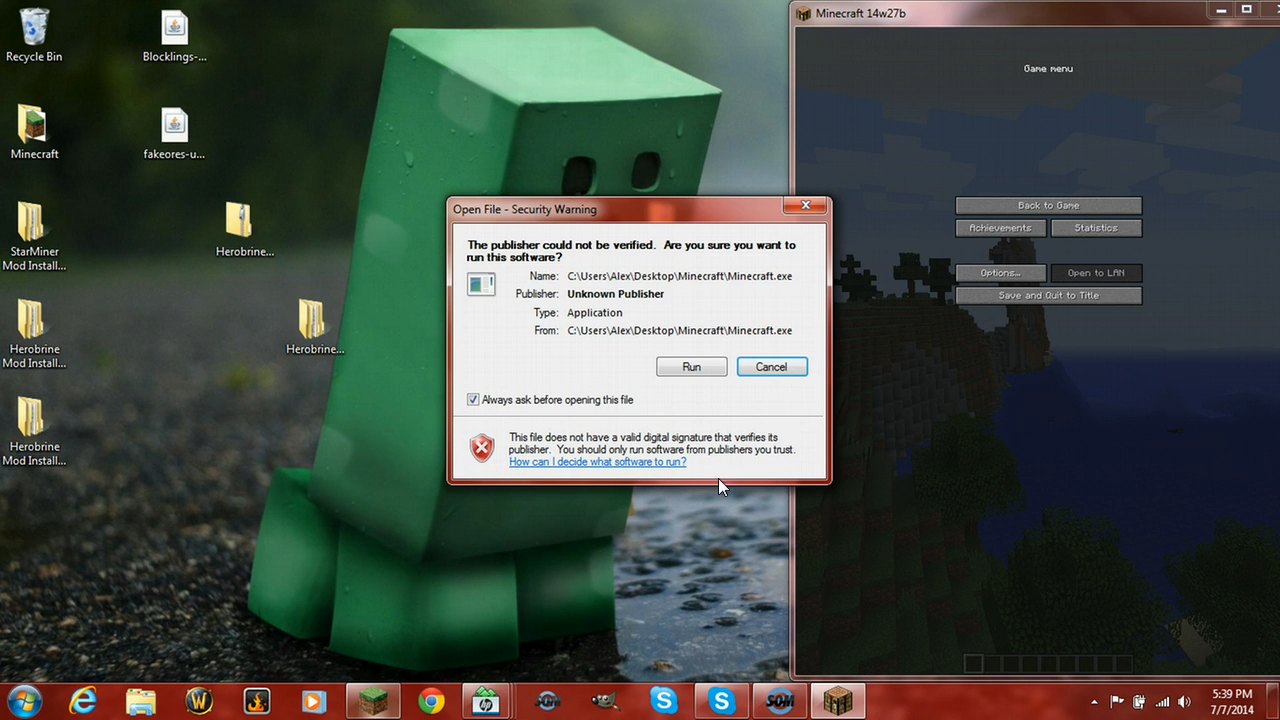 Recycle Bin
Blocklings-...
Minecraft
fakeores-u...
StarMiner
Mod Install...
Herobrine...
Herobrine
Mod Install...
Herobrine...
Herobrine
Mod Install...
Minecraft 14w27b
Game menu
Back to Game
Achievements
Statistics
Options...
Open to LAN
Save and Quit to Title
Open File - Security Warning
The publisher could not be verified. Are you sure you want to
run this software?
Name: C:\Users\Alex\Desktop\Minecraft\Minecraft.exe
Publisher: Unknown Publisher
Type: Application
From: C:\Users\Alex\Desktop\Minecraft\Minecraft.exe
Run
Cancel
Always ask before opening this file
This file does not have a valid digital signature that verifies its
publisher. You should only run software from publishers you trust.
How can I decide what software to run?
W
hp
SOM
S
S
SOM
5:39 PM
7/7/2014